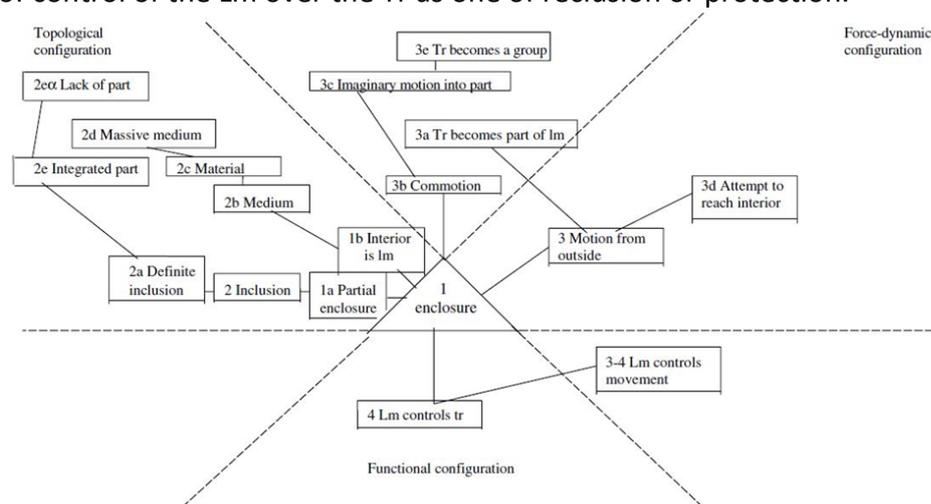 of control of the Lm over the Tr as one of reclusion or protection.
Topological
configuration
Force-dynamic
configuration
3e Tr becomes a group
2eα Lack of part
3c Imaginary motion into part
2d Massive medium
3a Tr becomes part of lm
2e Integrated part
2c Material
3b Commotion
3d Attempt to
reach interior
2b Medium
1b Interior
is lm
3 Motion from
outside
2a Definite
inclusion
2 Inclusion
1a Partial
enclosure
1
enclosure
3-4 Lm controls
movement
4 Lm controls tr
Functional configuration